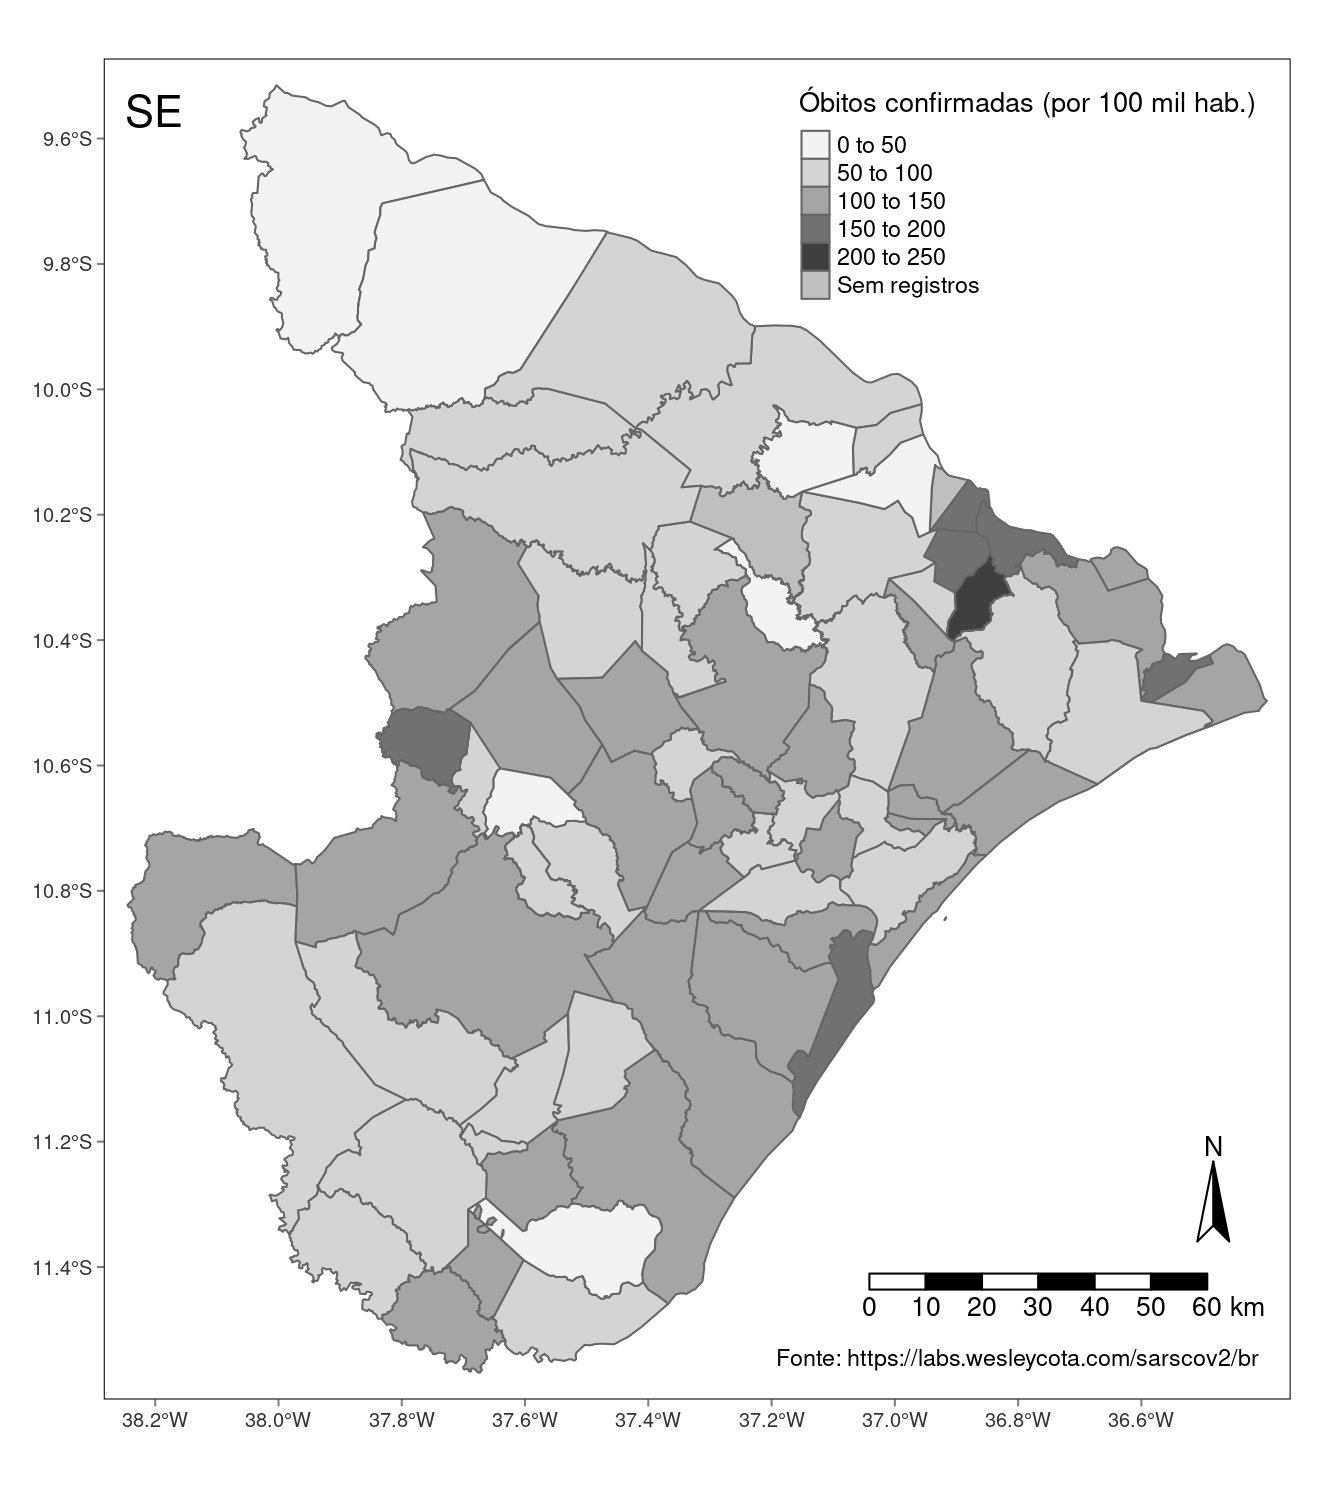 SE
Óbitos confirmadas (por 100 mil hab.)
0 to 50
50 to 100
100 to 150
150 to 200
200 to 250
Sem registros
9.6°S
9.8°S
10.0°S
10.2°S
10.4°S
10.6°S
10.8°S
11.0°S
11.2°S
11.4°S
N
0 10 20 30 40 50 60 km
Fonte: https://labs.wesleycota.com/sarscov2/br
38.2°W 38.0°W 37.8°W 37.6°W 37.4°W 37.2°W 37.0°W 36.8°W 36.6°W